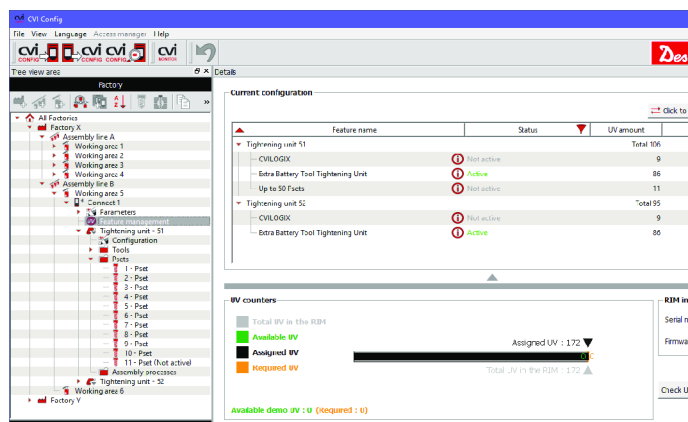 CVI Config
File View Language Access manager Help
cvi CONFIG cvi CONFIG cvi CONFIG cvi MONITOR
Tree view area
Factory
»
All Factories
Factory X
Assembly line A
Working area 1
Working area 2
Working area 3
Working area 4
Assembly line B
Working area 5
Connect 1
Parameters
Feature management
Tightening unit - 51
Configuration
Tools
Psets
1 - Pset
2 - Pset
3 - Pset
4 - Pset
5 - Pset
6 - Pset
7 - Pset
8 - Pset
9 - Pset
10 - Pset
11 - Pset (Not active)
Assembly processes
Tightening unit - 52
Working area 6
Factory Y
Des
Details
Current configuration
Click to
Feature name Status UV amount
Tightening unit 51 Total 106
CVILOGIX Not active 9
Extra Battery Tool Tightening Unit Active 86
Up to 50 Psets Not active 11
Tightening unit 52 Total 95
CVILOGIX Not active 9
Extra Battery Tool Tightening Unit Active 86
UV counters
Total UV in the RIM
Available UV
Assigned UV
Required UV
Assigned UV : 172
0
Total UV in the RIM : 172
Available demo UV : 0 (Required : 0)
RIM in
Serial n
Firmwa
Check U